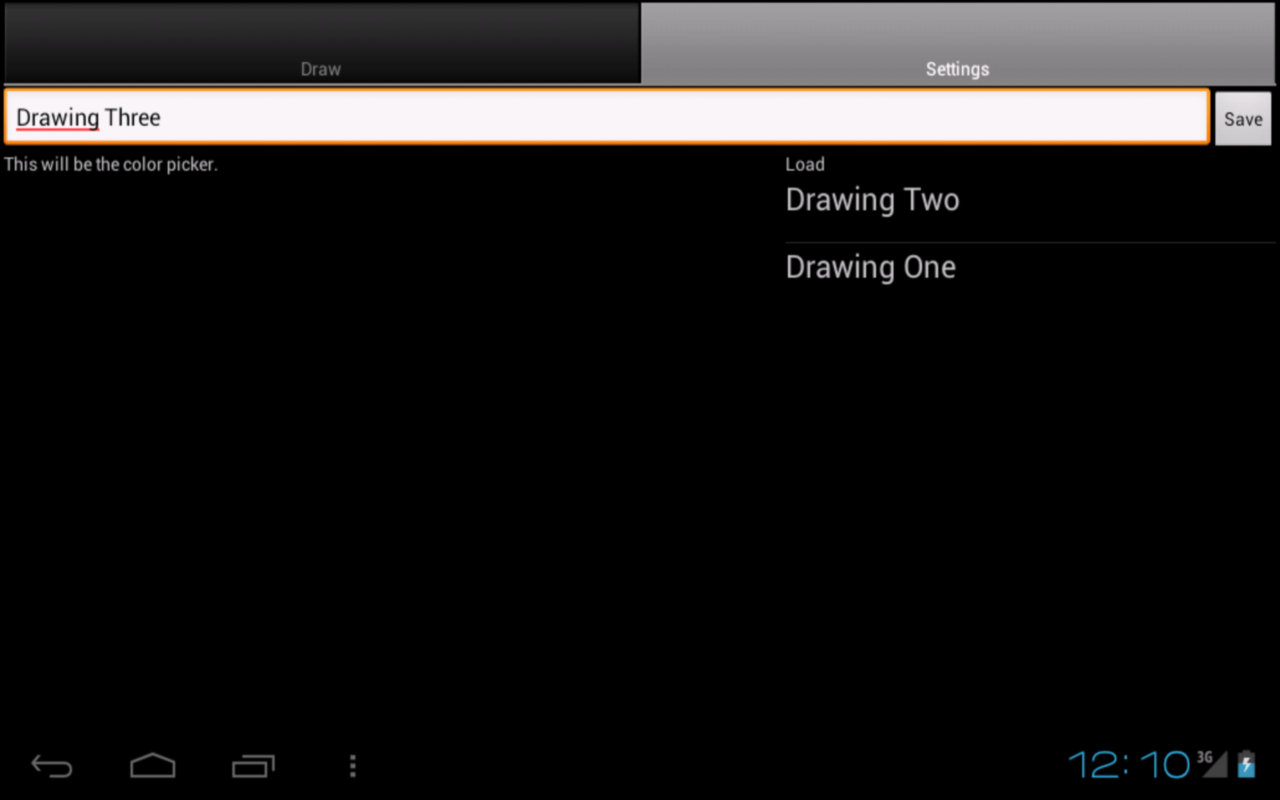 Draw
Settings
Drawing Three
Save
This will be the color picker.
Load
Drawing Two
Drawing One
12:10 3G